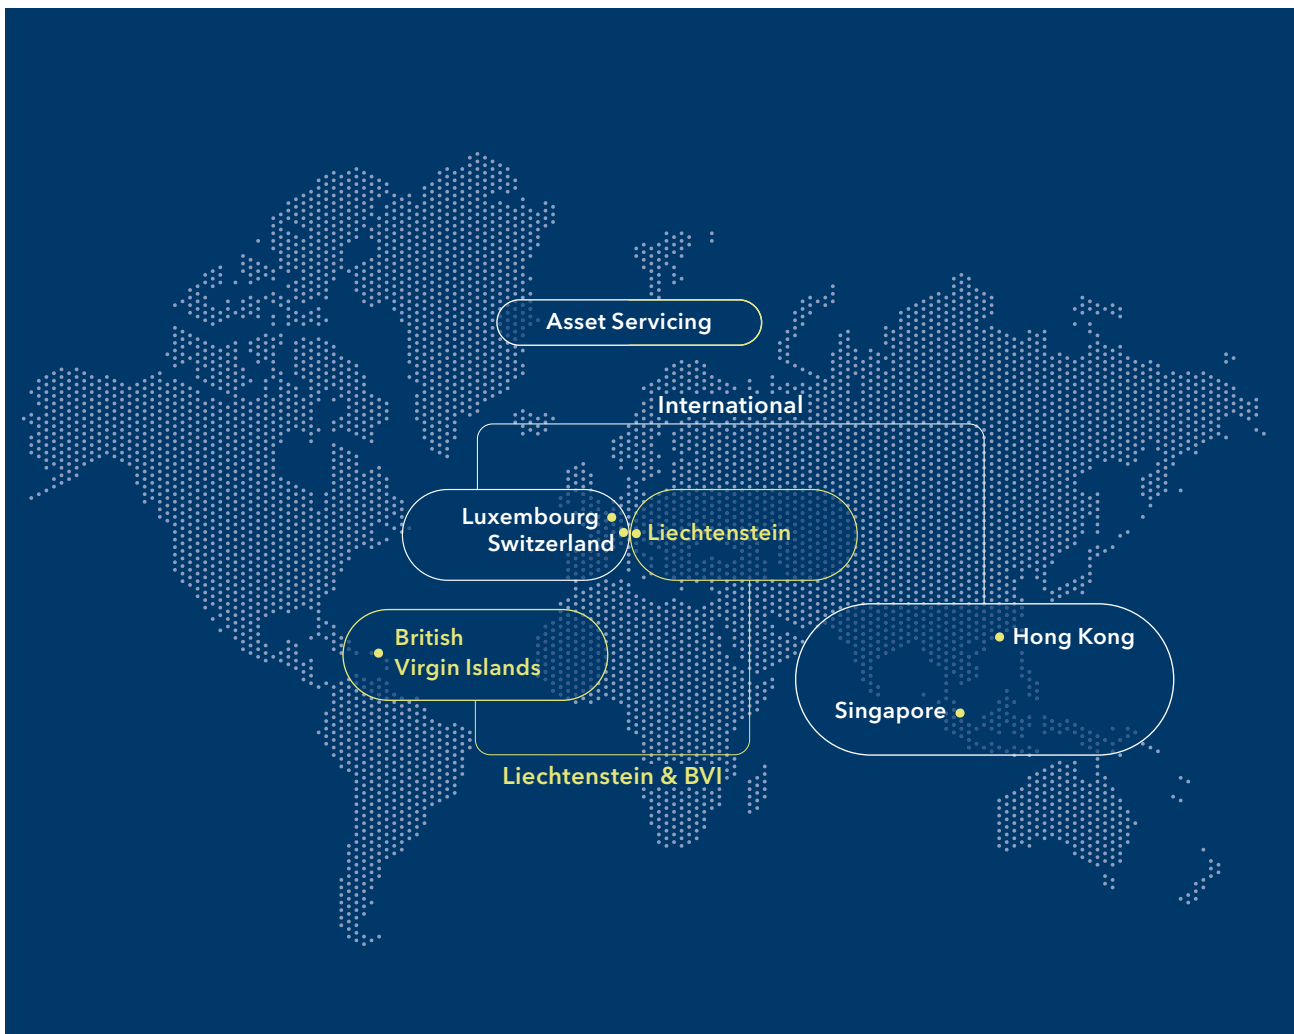 Asset Servicing
International
Luxembourg
Switzerland
Liechtenstein
British
Virgin Islands
Hong Kong
Singapore
Liechtenstein & BVI